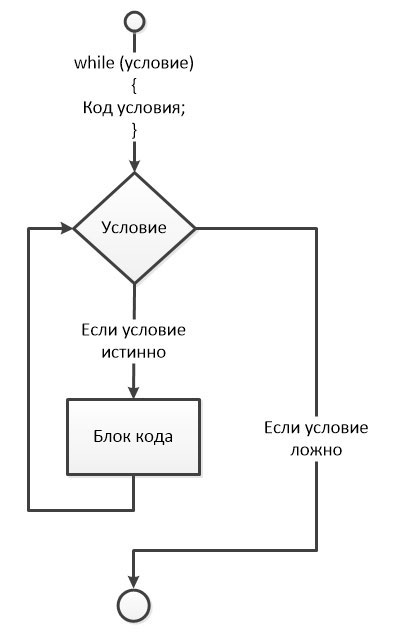 while (условие)
{
Код условия;
}
Условие
Если условие
истинно
Блок кода
Если условие
ложно